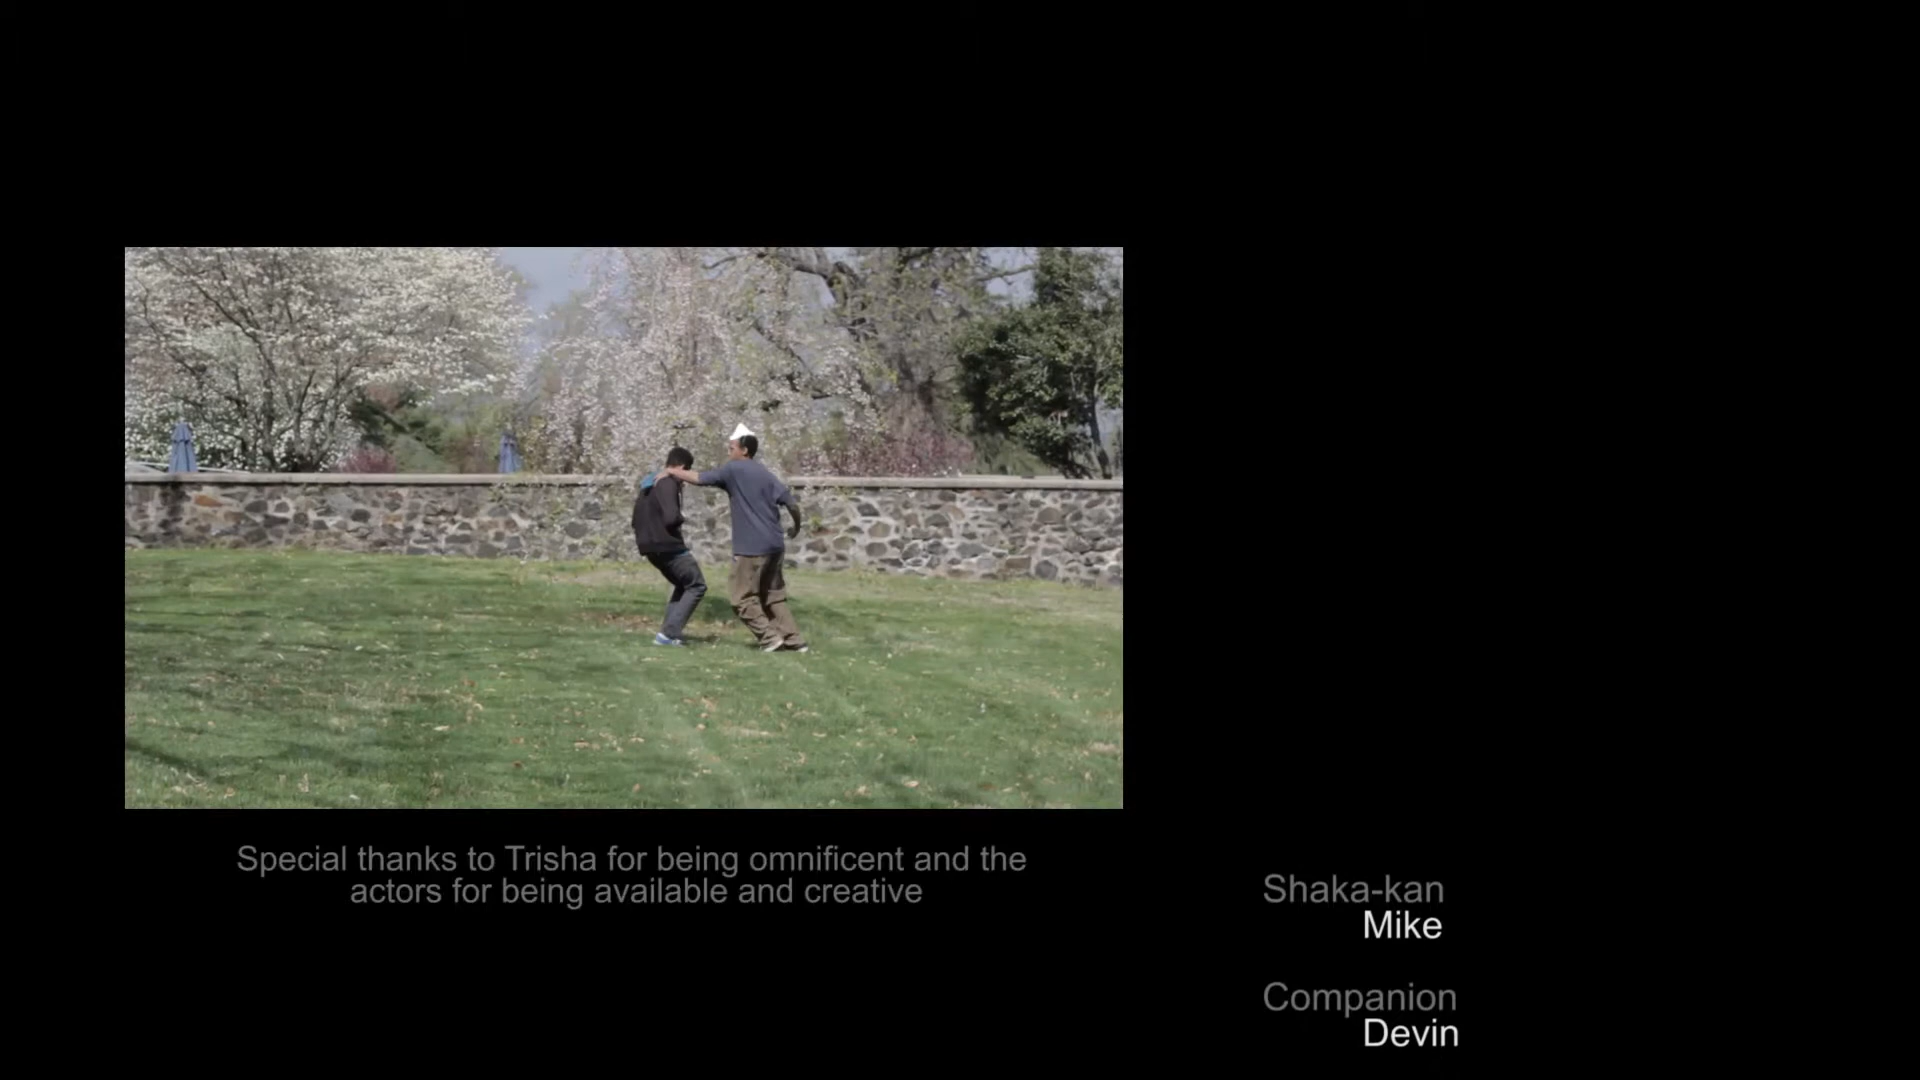 Special thanks to Trisha for being omnificent and the
actors for being available and creative
Shaka-kan
Mike
Companion
Devin